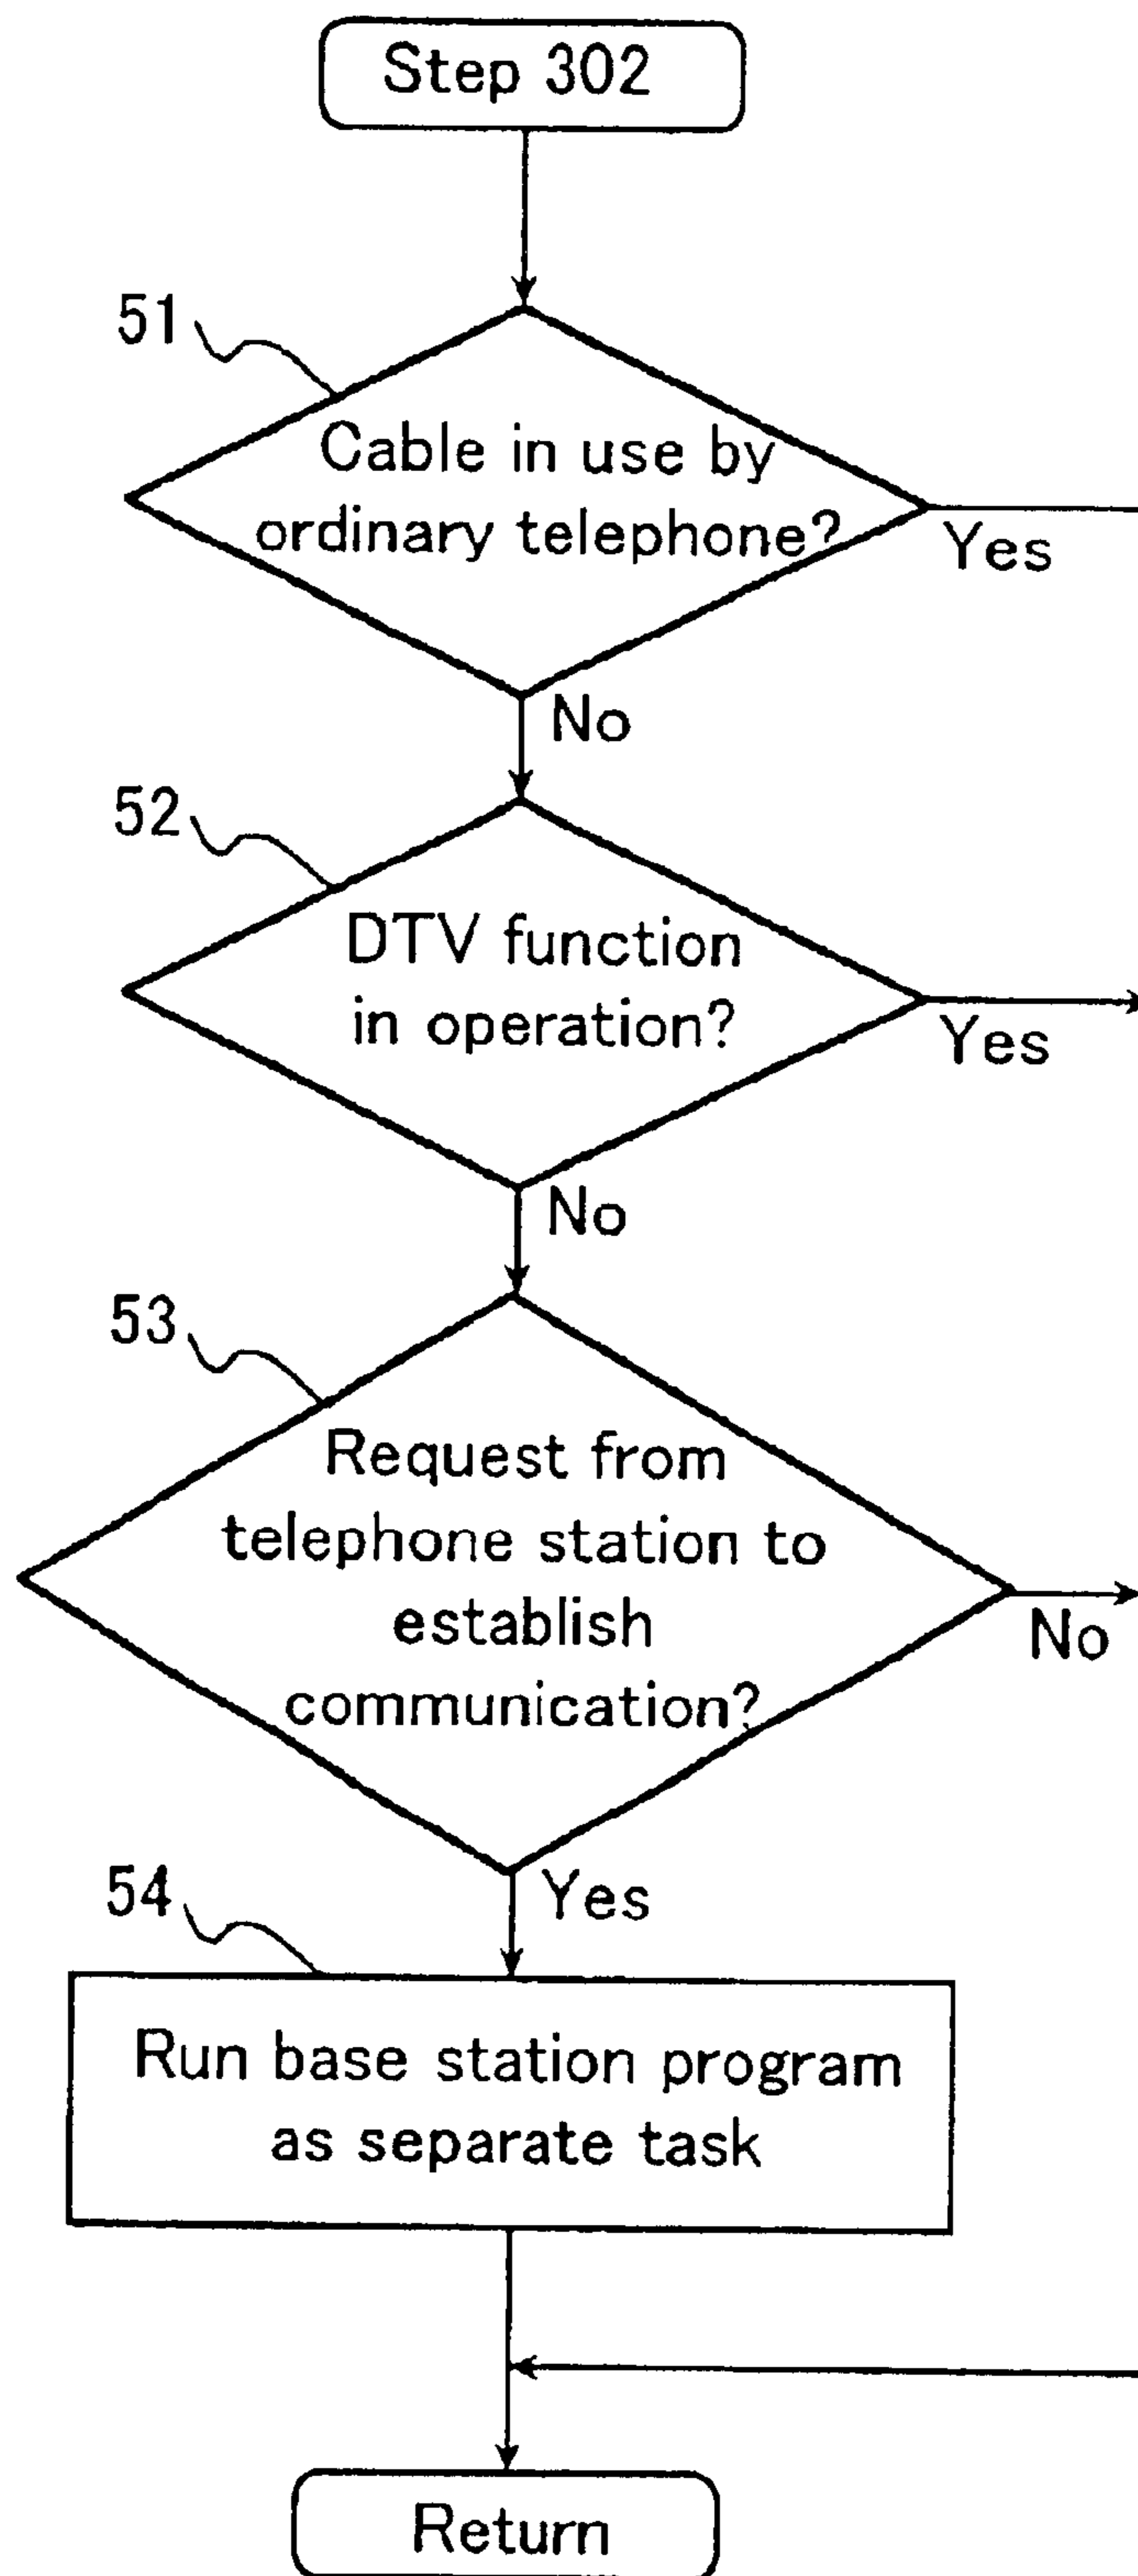 Step 302
51
Cable in use by
ordinary telephone?
Yes
No
52
DTV function
in operation?
Yes
No
53
Request from
telephone station to
establish
communication?
No
Yes
54
Run base station program
as separate task
Return